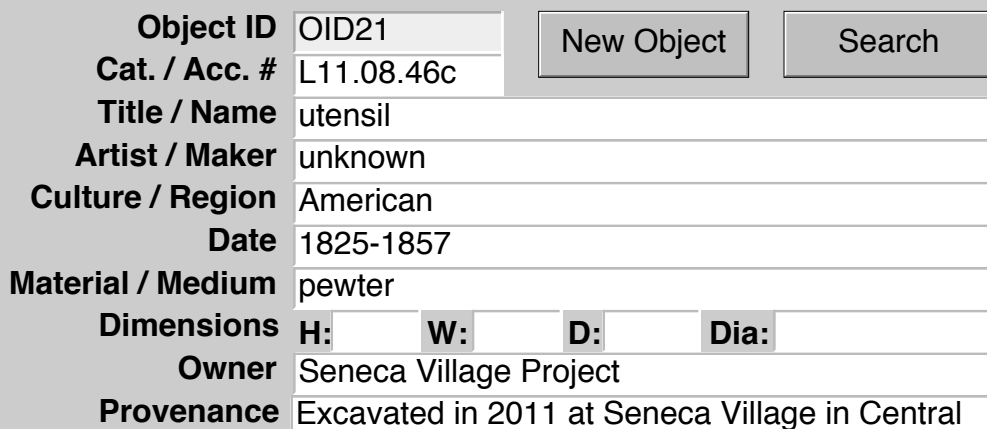 Object ID OID21 New Object Search
Cat. / Acc. # L11.08.46c
Title / Name utensil
Artist / Maker unknown
Culture / Region American
Date 1825-1857
Material / Medium pewter
Dimensions H: W: D: Dia:
Owner Seneca Village Project
Provenance Excavated in 2011 at Seneca Village in Central